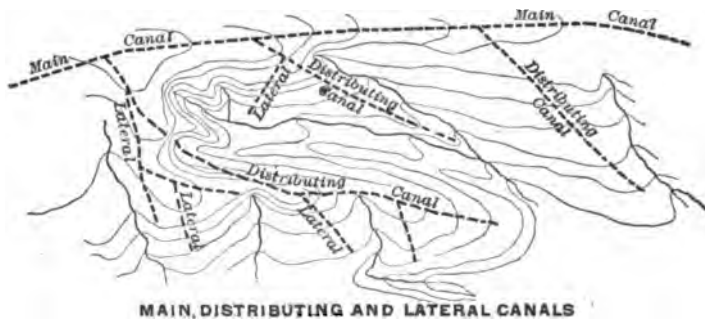 Main Canal
Main Canal
Lateral
Lateral
Distributing
Canal
Distributing
Canal
Distributing Canal
Lateral
Lateral
MAIN, DISTRIBUTING AND LATERAL CANALS